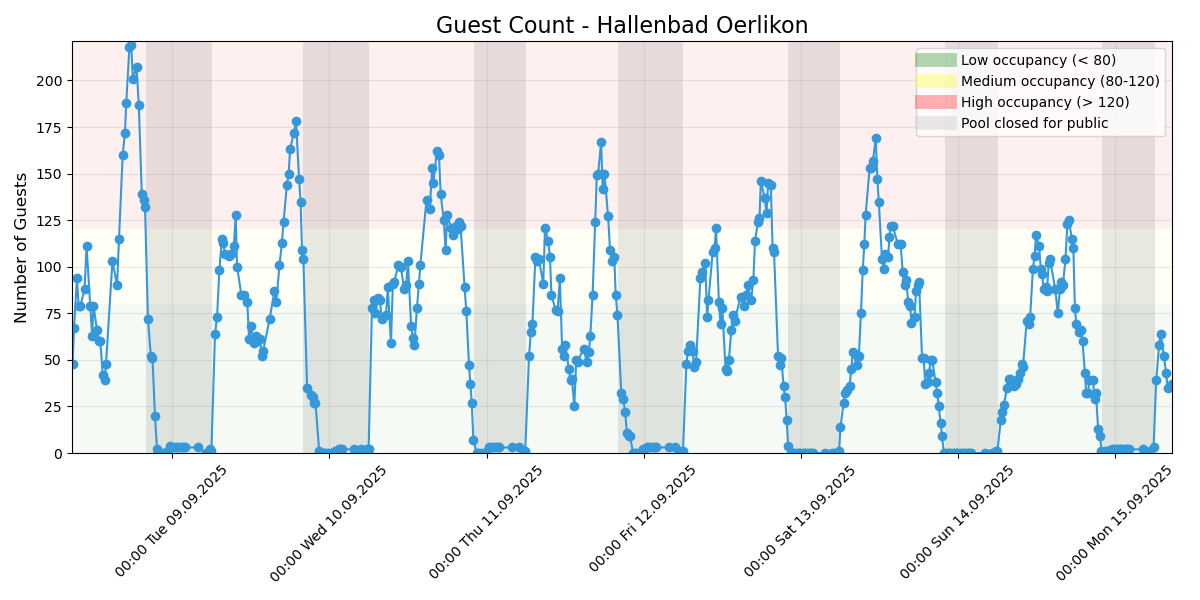 Guest Count - Hallenbad Oerlikon
Low occupancy (< 80)
Medium occupancy (80-120)
High occupancy (> 120)
Pool closed for public
Number of Guests
200
175
150
125
100
75
50
25
0
00:00 Tue 09.09.2025
00:00 Wed 10.09.2025
00:00 Thu 11.09.2025
00:00 Fri 12.09.2025
00:00 Sat 13.09.2025
00:00 Sun 14.09.2025
00:00 Mon 15.09.2025